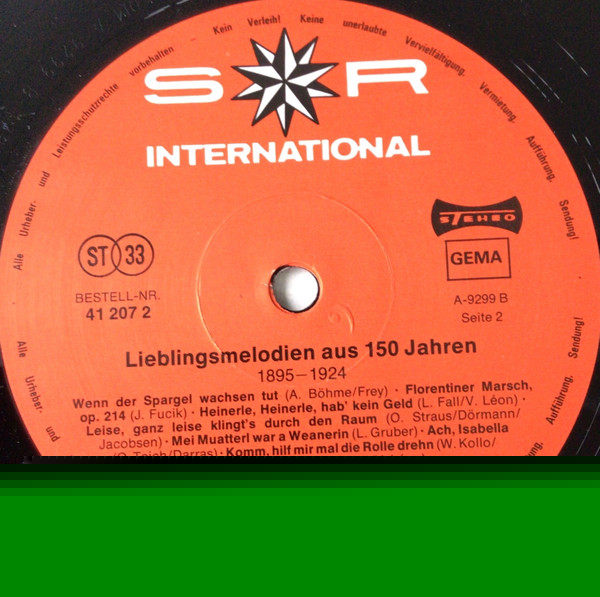 Alle Urheber- und Leistungsschutzrechte vorbehalten Kein Verleih! Keine unerlaubte Vervielfältigung, Vermietung, Aufführung, Sendung!
S R
INTERNATIONAL
ST 33
STEREO
GEMA
BESTELL-NR.
41 207 2
A-9299 B
Seite 2
Lieblingsmelodien aus 150 Jahren
1895–1924
Wenn der Spargel wachsen tut (A. Böhme/Frey) · Florentiner Marsch,
op. 214 (J. Fucik) · Heinerle, Heinerle, hab' kein Geld (L. Fall/V. Léon) ·
Leise, ganz leise klingt's durch den Raum (O. Straus/Dörmann/
Jacobsen) · Mei Muatterl war a Weanerin (L. Gruber) · Ach, Isabella
(O. Teich/Darras) · Komm, hilf mir mal die Rolle drehn (W. Kollo/
Alle Urheber- und
Aufführung, Sendung!